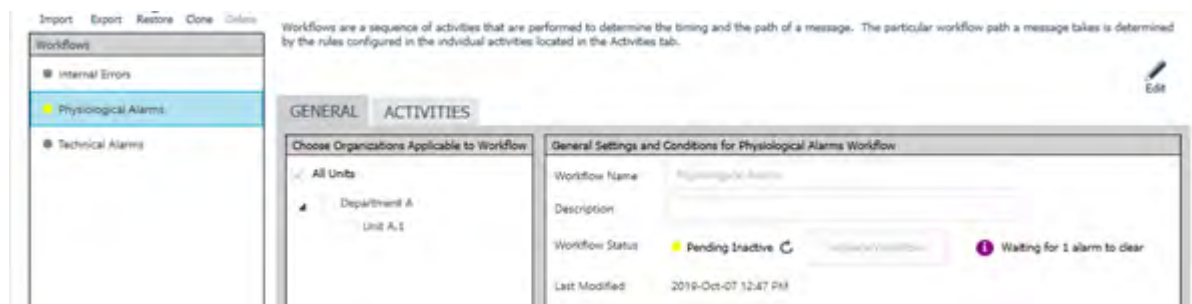 Import Export Restore Clone Delete
Workflows are a sequence of activities that are performed to determine the timing and the path of a message. The particular workflow path a message takes is determined
by the rules configured in the individual activities located in the Activities tab.
Workflows
Internal Errors
Physiological Alarms
Technical Alarms
Edit
GENERAL ACTIVITIES
Choose Organizations Applicable to Workflow
All Units
Department A
Unit A.1
General Settings and Conditions for Physiological Alarms Workflow
Workflow Name Physiological Alarms
Description
Workflow Status Pending Inactive Waiting for 1 alarm to clear
Last Modified 2019-Oct-07 12:47 PM